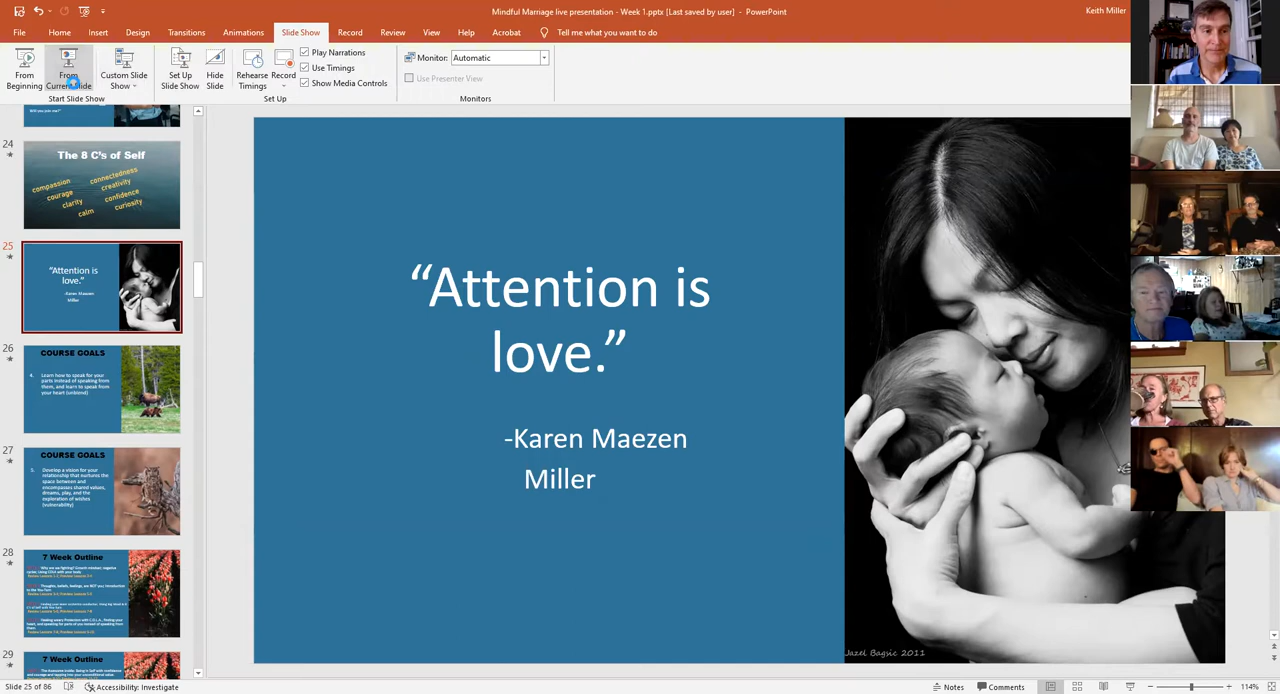 Mindful Marriage live presentation - Week 1.pptx [Last saved by user] - PowerPoint
Keith Miller
File Home Insert Design Transitions Animations Slide Show Record Review View Help Acrobat Tell me what you want to do
From Beginning
From Current Slide
Custom Slide Show
Start Slide Show
Set Up Slide Show
Hide Slide
Rehearse Timings
Record
Play Narrations
Use Timings
Show Media Controls
Set Up
Monitor: Automatic
Use Presenter View
Monitors
24
The 8 C's of Self
compassion
connectedness
courage
creativity
clarity
confidence
calm
curiosity
25
“Attention is
love.”
-Karen Maezen
Miller
26
COURSE GOALS
4. Learn how to speak for your
parts instead of speaking from
them, and learn to speak from
your heart (unblend)
27
COURSE GOALS
5. Develop a vision for your
relationship that nurtures the
space between and
encompasses shared values,
dreams, play, and the
exploration of wishes
(vulnerability)
28
7 Week Outline
29
7 Week Outline
“Attention is
love.”
-Karen Maezen
Miller
Jazel Bagsic 2011
Slide 25 of 86
Accessibility: Investigate
Notes
Comments
114%